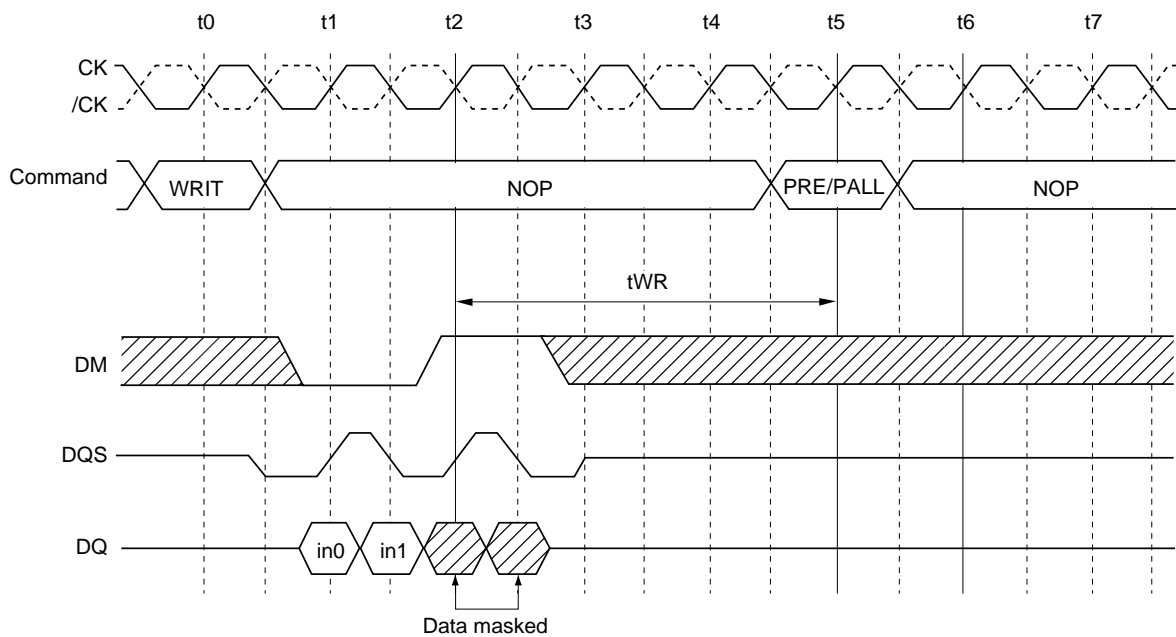 t0 t1 t2 t3 t4 t5 t6 t7
CK
/CK
Command WRIT NOP PRE/PALL NOP
tWR
DM
DQS
DQ in0 in1
Data masked